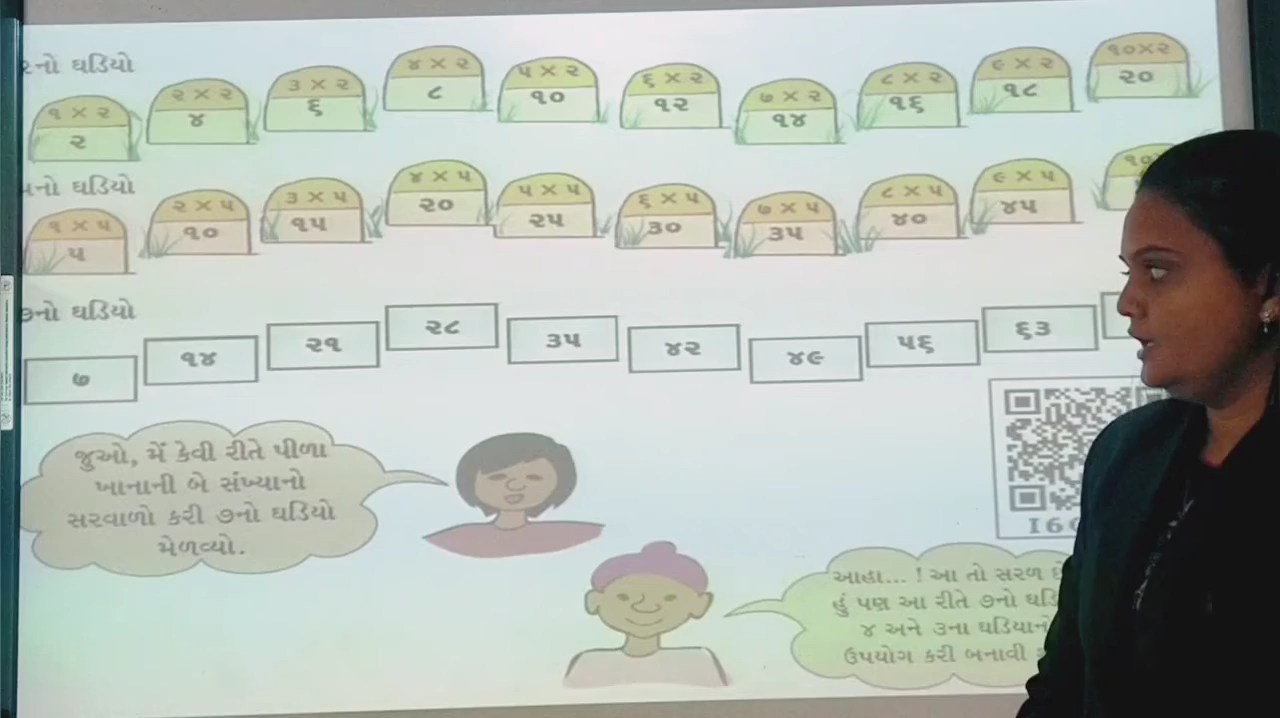 ૨નો ઘડિયો
૧ × ૨ ૨ × ૨ ૩ × ૨ ૪ × ૨ ૫ × ૨ ૬ × ૨ ૭ × ૨ ૮ × ૨ ૯ × ૨ ૧૦×૨
૨ ૪ ૬ ૮ ૧૦ ૧૨ ૧૪ ૧૬ ૧૮ ૨૦
૫નો ઘડિયો
૧ × ૫ ૨ × ૫ ૩ × ૫ ૪ × ૫ ૫ × ૫ ૬ × ૫ ૭ × ૫ ૮ × ૫ ૯ × ૫ ૧૦
૫ ૧૦ ૧૫ ૨૦ ૨૫ ૩૦ ૩૫ ૪૦ ૪૫
૭નો ઘડિયો
૭ ૧૪ ૨૧ ૨૮ ૩૫ ૪૨ ૪૯ ૫૬ ૬૩
જુઓ, મેં કેવી રીતે પીળા
ખાનાની બે સંખ્યાનો
સરવાળો કરી ૭નો ઘડિયો
મેળવ્યો.
I6
આહા... ! આ તો સરળ
હું પણ આ રીતે ૭નો
૪ અને ૩ના ઘડિયાનો
ઉપયોગ કરી બનાવી